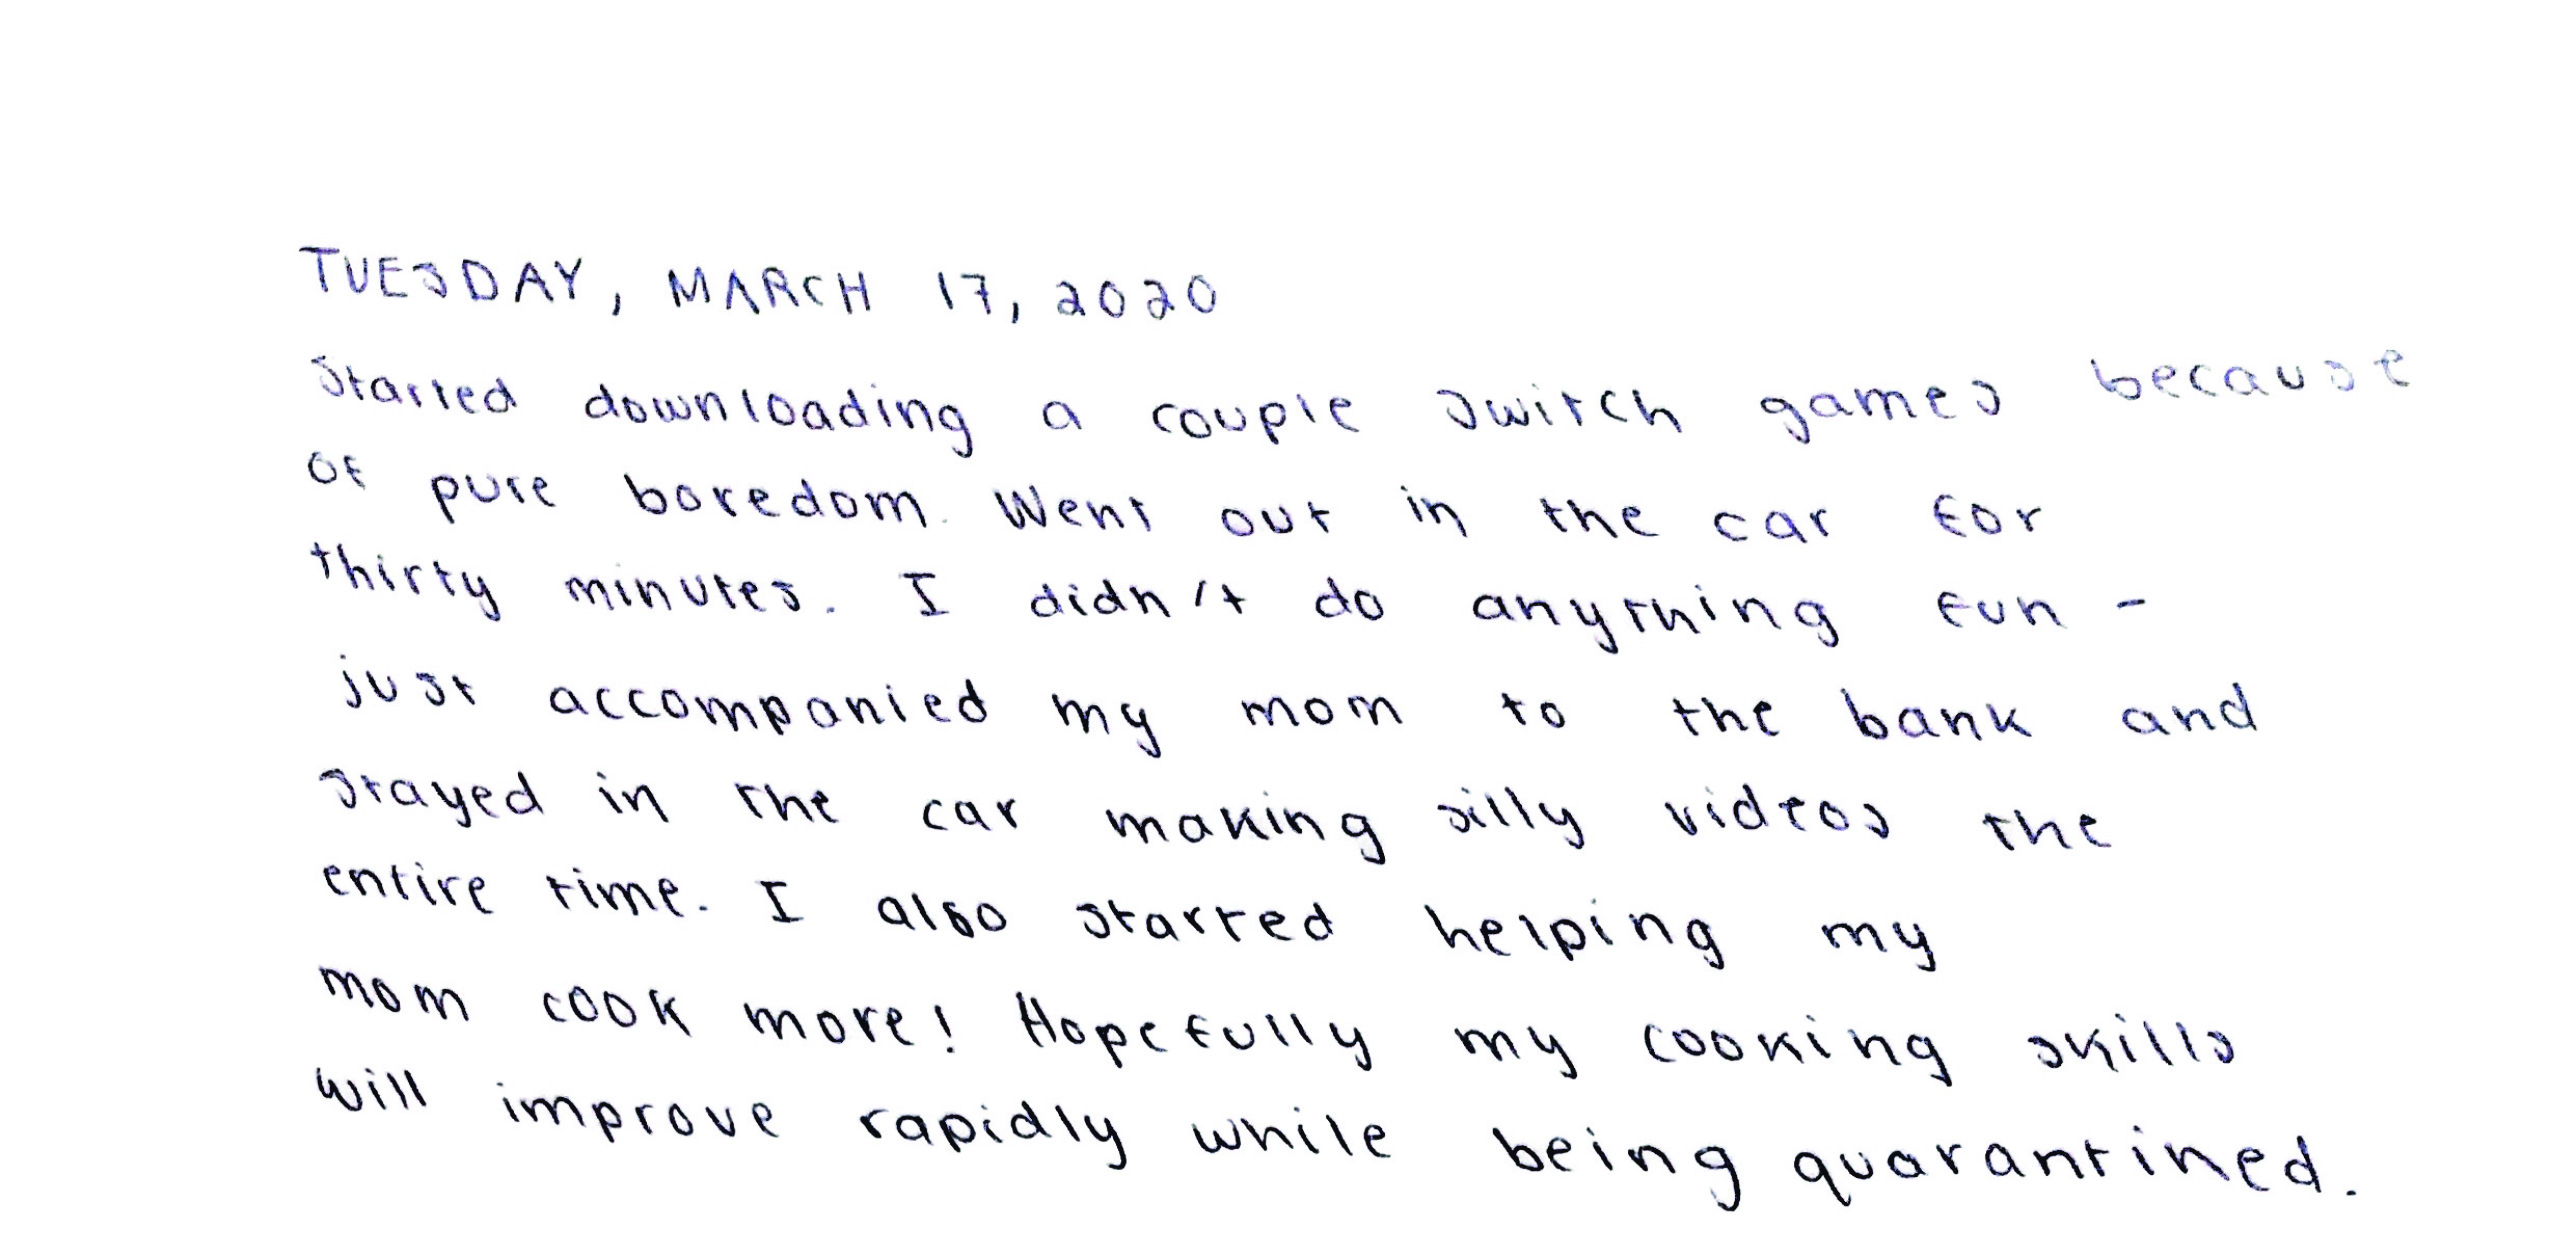 TUESDAY, MARCH 17, 2020
Started downloading a couple switch games because
of pure boredom. Went out in the car for
thirty minutes. I didn't do anything fun -
just accompanied my mom to the bank and
stayed in the car making silly videos the
entire time. I also started helping my
mom cook more! Hopefully my cooking skills
will improve rapidly while being quarantined.